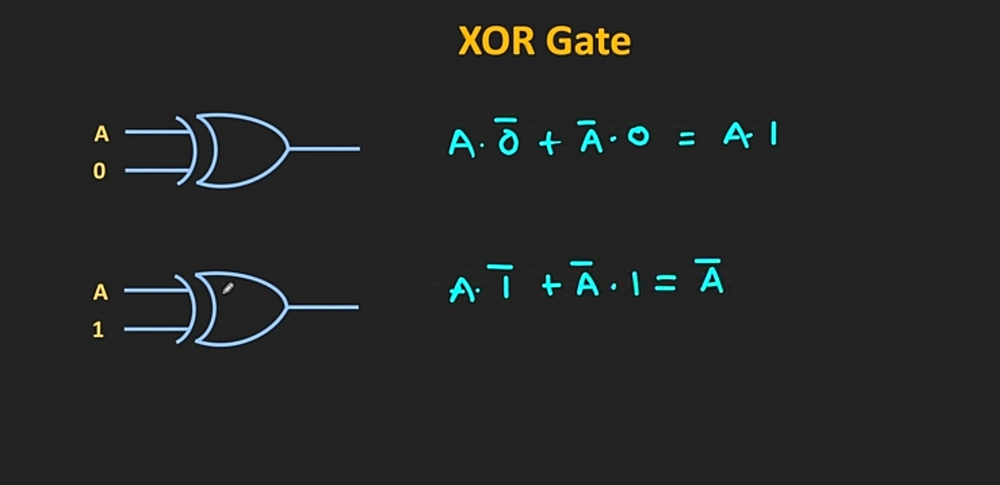 XOR Gate
A
0
A · 0̅ + A̅ · 0 = A · 1
A
1
A · 1̅ + A̅ · 1 = A̅